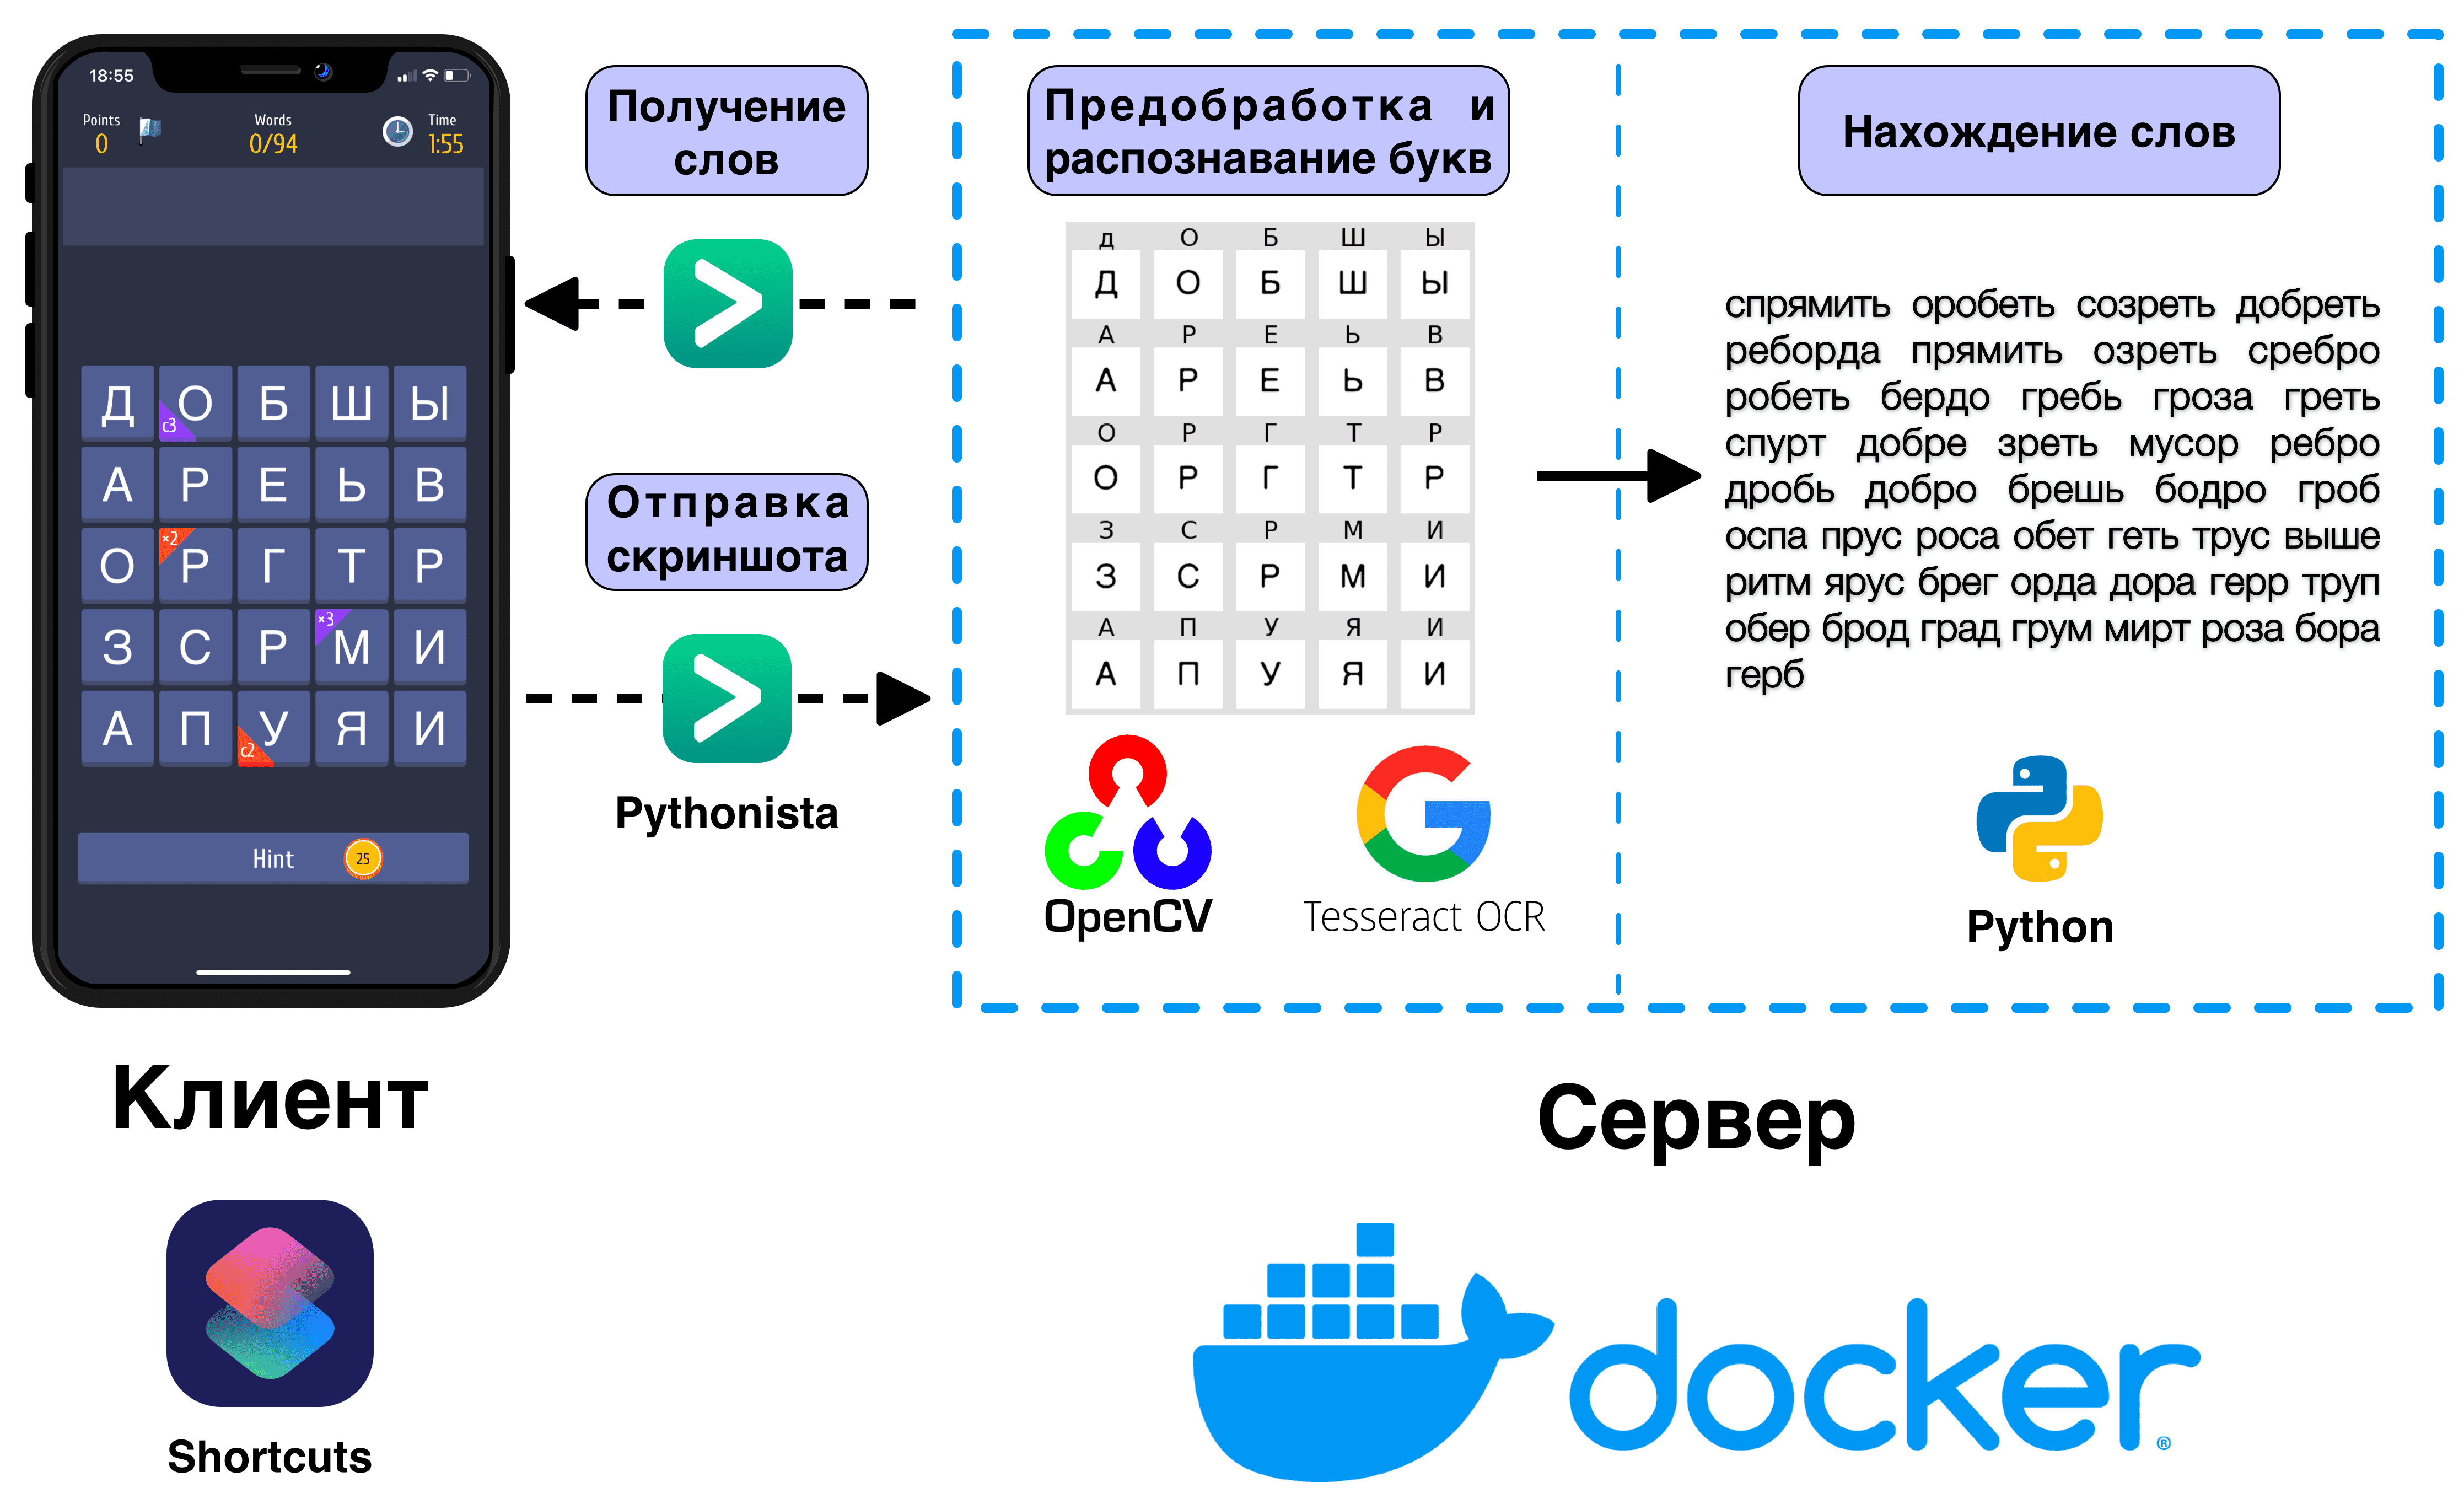 18:55
Points
0
Words
0/94
Time
1:55
Д О Б Ш Ы
c3
А Р Е Ь В
О Р Г Т Р
×2
З С Р М И
×3
А П У Я И
c2
Hint 25
Клиент
Shortcuts
Получение
слов
Отправка
скриншота
Pythonista
Предобработка и
распознавание букв
д О Б Ш Ы
Д О Б Ш Ы
А Р Е Ь В
А Р Е Ь В
О Р Г Т Р
О Р Г Т Р
З С Р М И
З С Р М И
А П У Я И
А П У Я И
OpenCV
Tesseract OCR
Нахождение слов
спрямить оробеть созреть добреть
реборда прямить озреть сребро
робеть бердо гребь гроза греть
спурт добре зреть мусор ребро
дробь добро брешь бодро гроб
оспа прус роса обет геть трус выше
ритм ярус брег орда дора герр труп
обер брод град грум мирт роза бора
герб
Python
Сервер
docker®